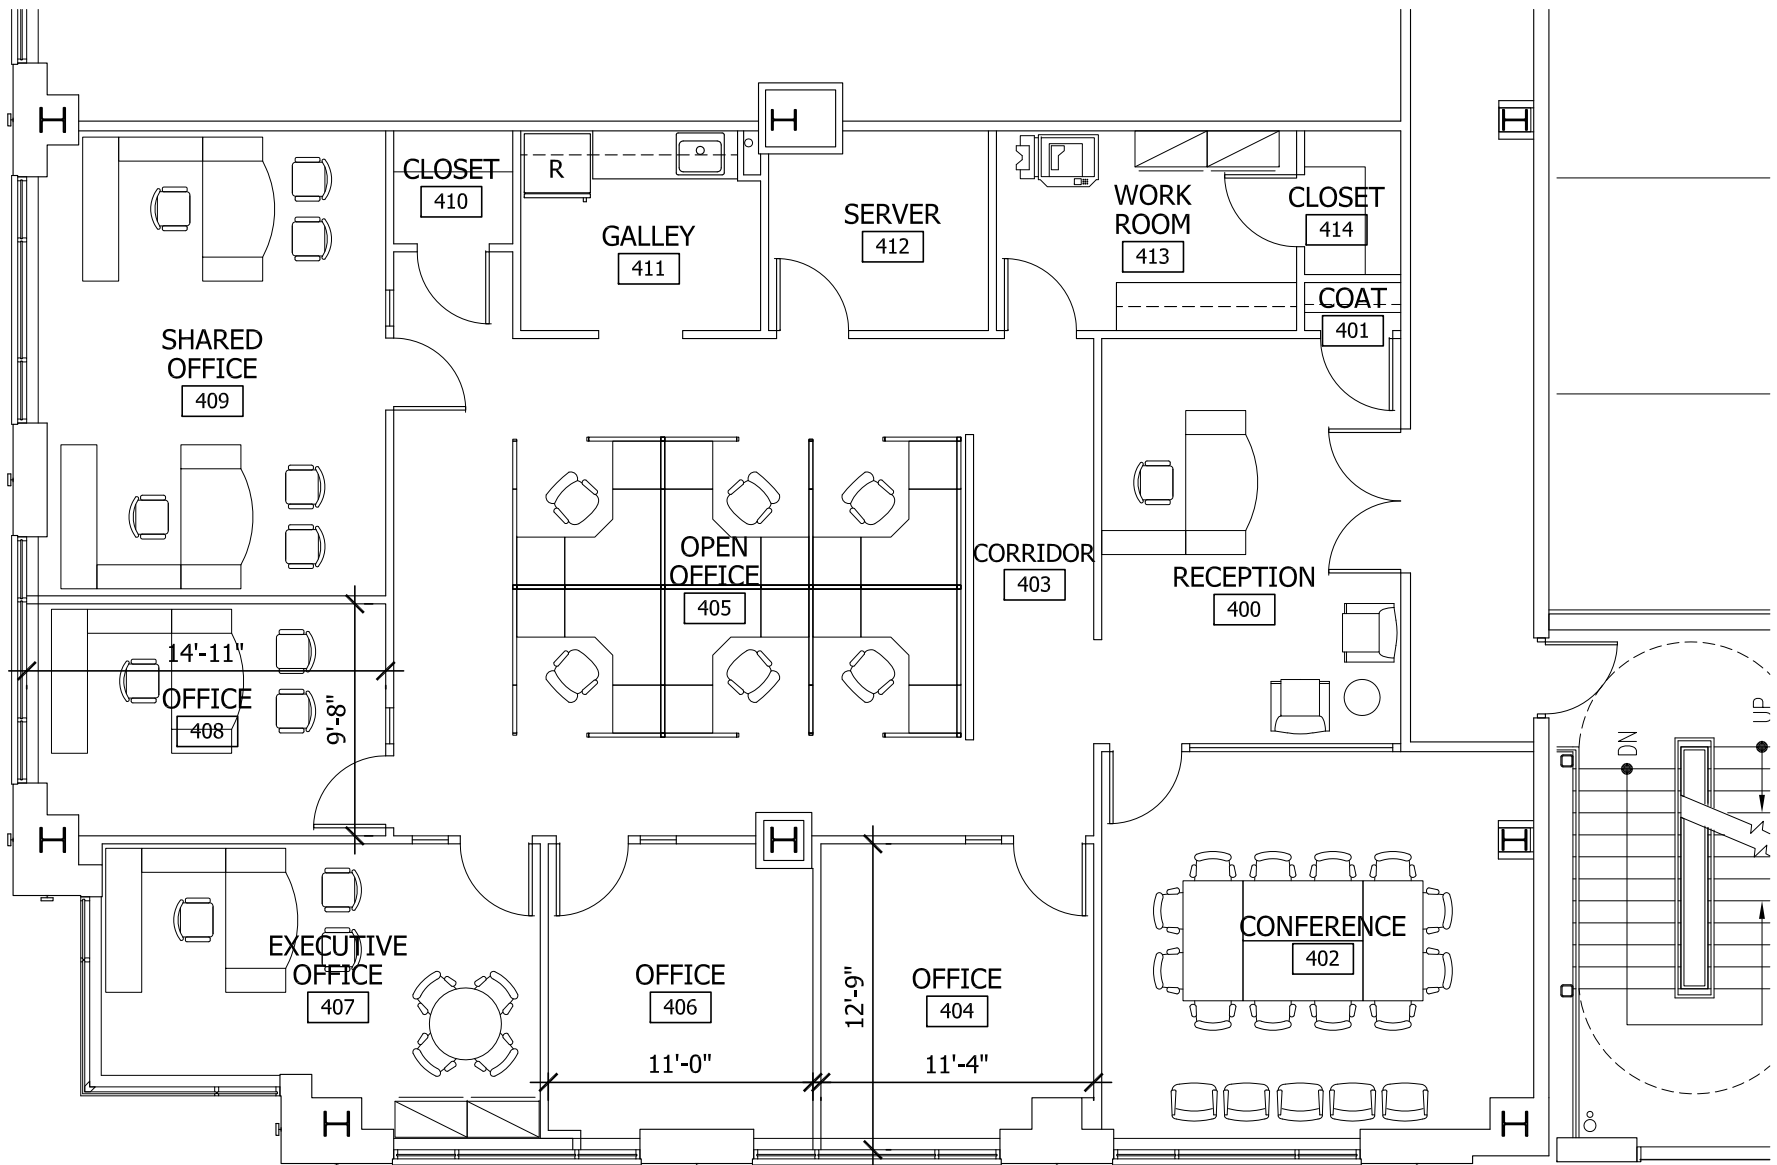 H
H
H
R
CLOSET
410
GALLEY
411
SERVER
412
WORK
ROOM
413
CLOSET
414
COAT
401
SHARED
OFFICE
409
OPEN
OFFICE
405
CORRIDOR
403
RECEPTION
400
14'-11"
OFFICE
408
9'-8"
UP
DN
H
H
H
EXECUTIVE
OFFICE
407
OFFICE
406
12'-9"
OFFICE
404
CONFERENCE
402
11'-0"
11'-4"
H
H